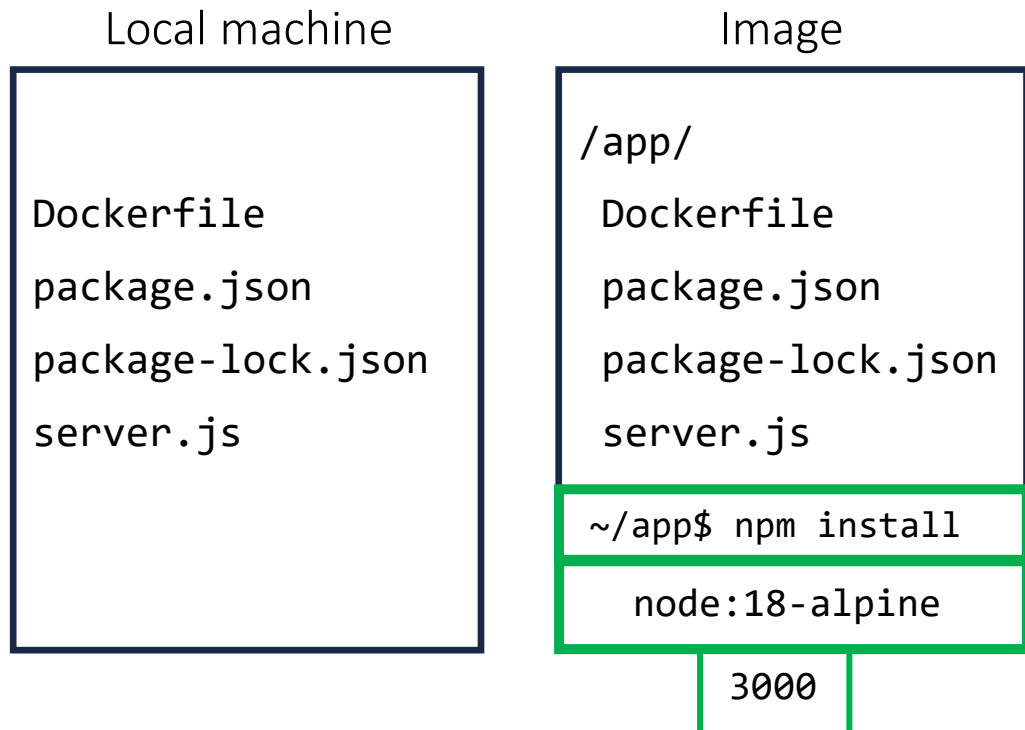 Local machine
Dockerfile
package.json
package-lock.json
server.js
Image
/app/
Dockerfile
package.json
package-lock.json
server.js
~/app$ npm install
node:18-alpine
3000